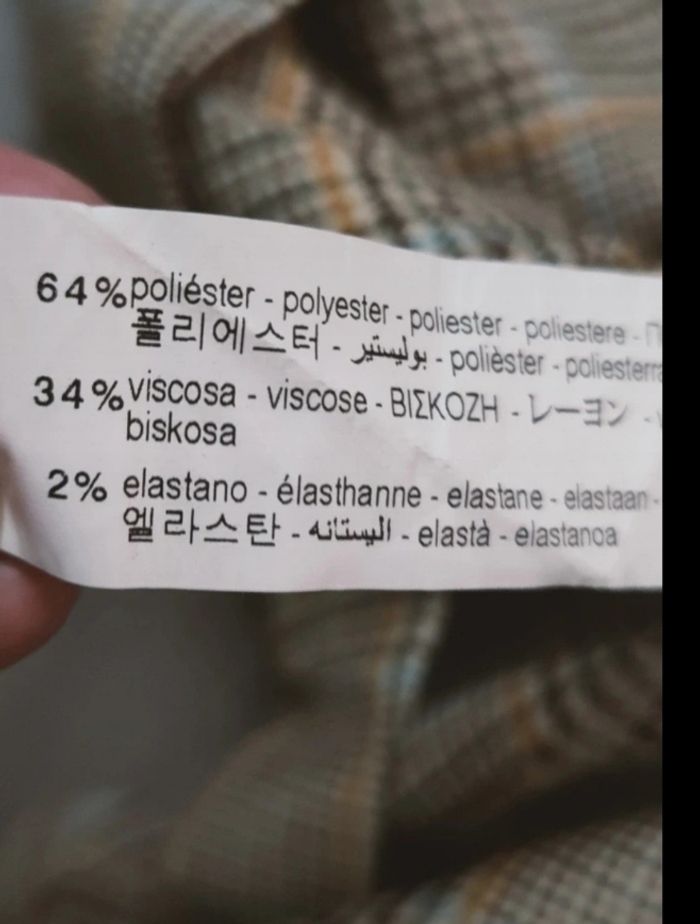 64% poliéster - polyester - poliester - poliestere -
폴리에스터 - بوليستير - polièster - poliesterra
34% viscosa - viscose - ΒΙΣΚΟΖΗ - レーヨン -
biskosa
2% elastano - élasthanne - elastane - elastaan -
엘라스탄 - اليستانه - elastà - elastanoa